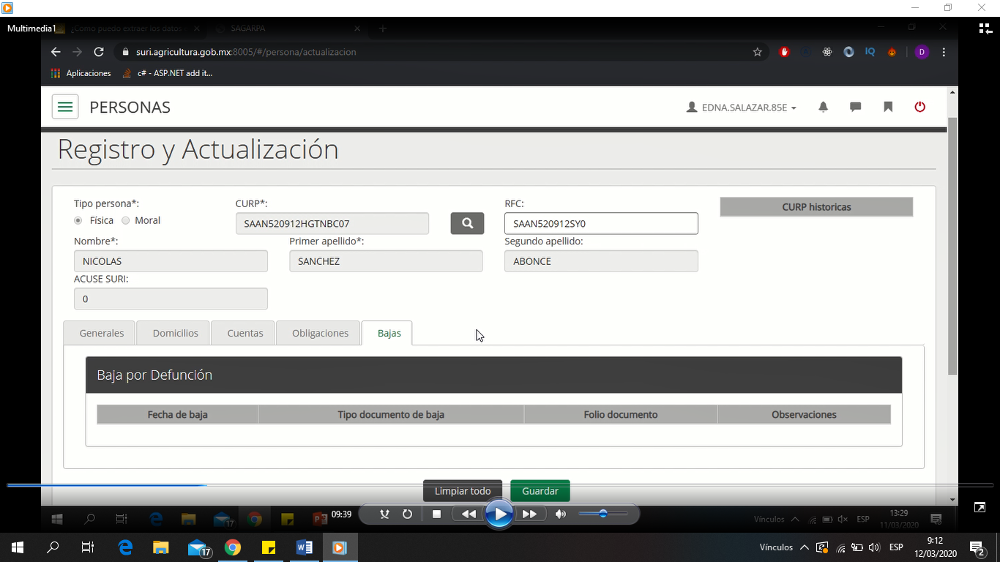 Multimedia1
¿Cómo puedo extraer los datos
SAGARPA
suri.agricultura.gob.mx:8005/#/persona/actualizacion
IQ
D
Aplicaciones
c# - ASP.NET add it...
PERSONAS
EDNA.SALAZAR.85E
Registro y Actualización
Tipo persona*:
CURP*:
RFC:
CURP historicas
Física
Moral
SAAN520912HGTNBC07
SAAN520912SY0
Nombre*:
Primer apellido*:
Segundo apellido:
NICOLAS
SANCHEZ
ABONCE
ACUSE SURI:
0
Generales
Domicilios
Cuentas
Obligaciones
Bajas
Baja por Defunción
Fecha de baja
Tipo documento de baja
Folio documento
Observaciones
Limpiar todo
Guardar
17
09:39
Vínculos
ESP
13:29
11/03/2020
17
Vínculos
ESP
9:12
12/03/2020
2